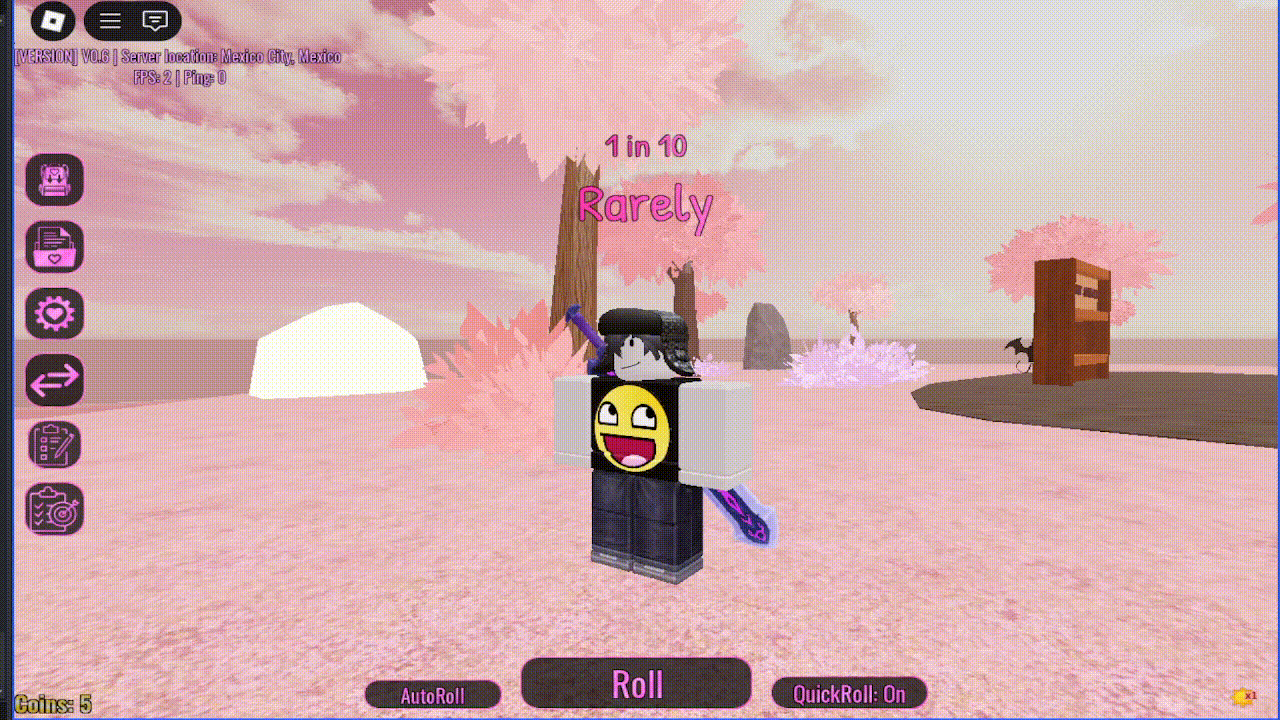 [VERSION] V0.6 | Server location: Mexico City, Mexico
FPS: 2 | Ping: 0
1 in 10
Rarely
Roll
AutoRoll
QuickRoll: On
Coins: 5
x1